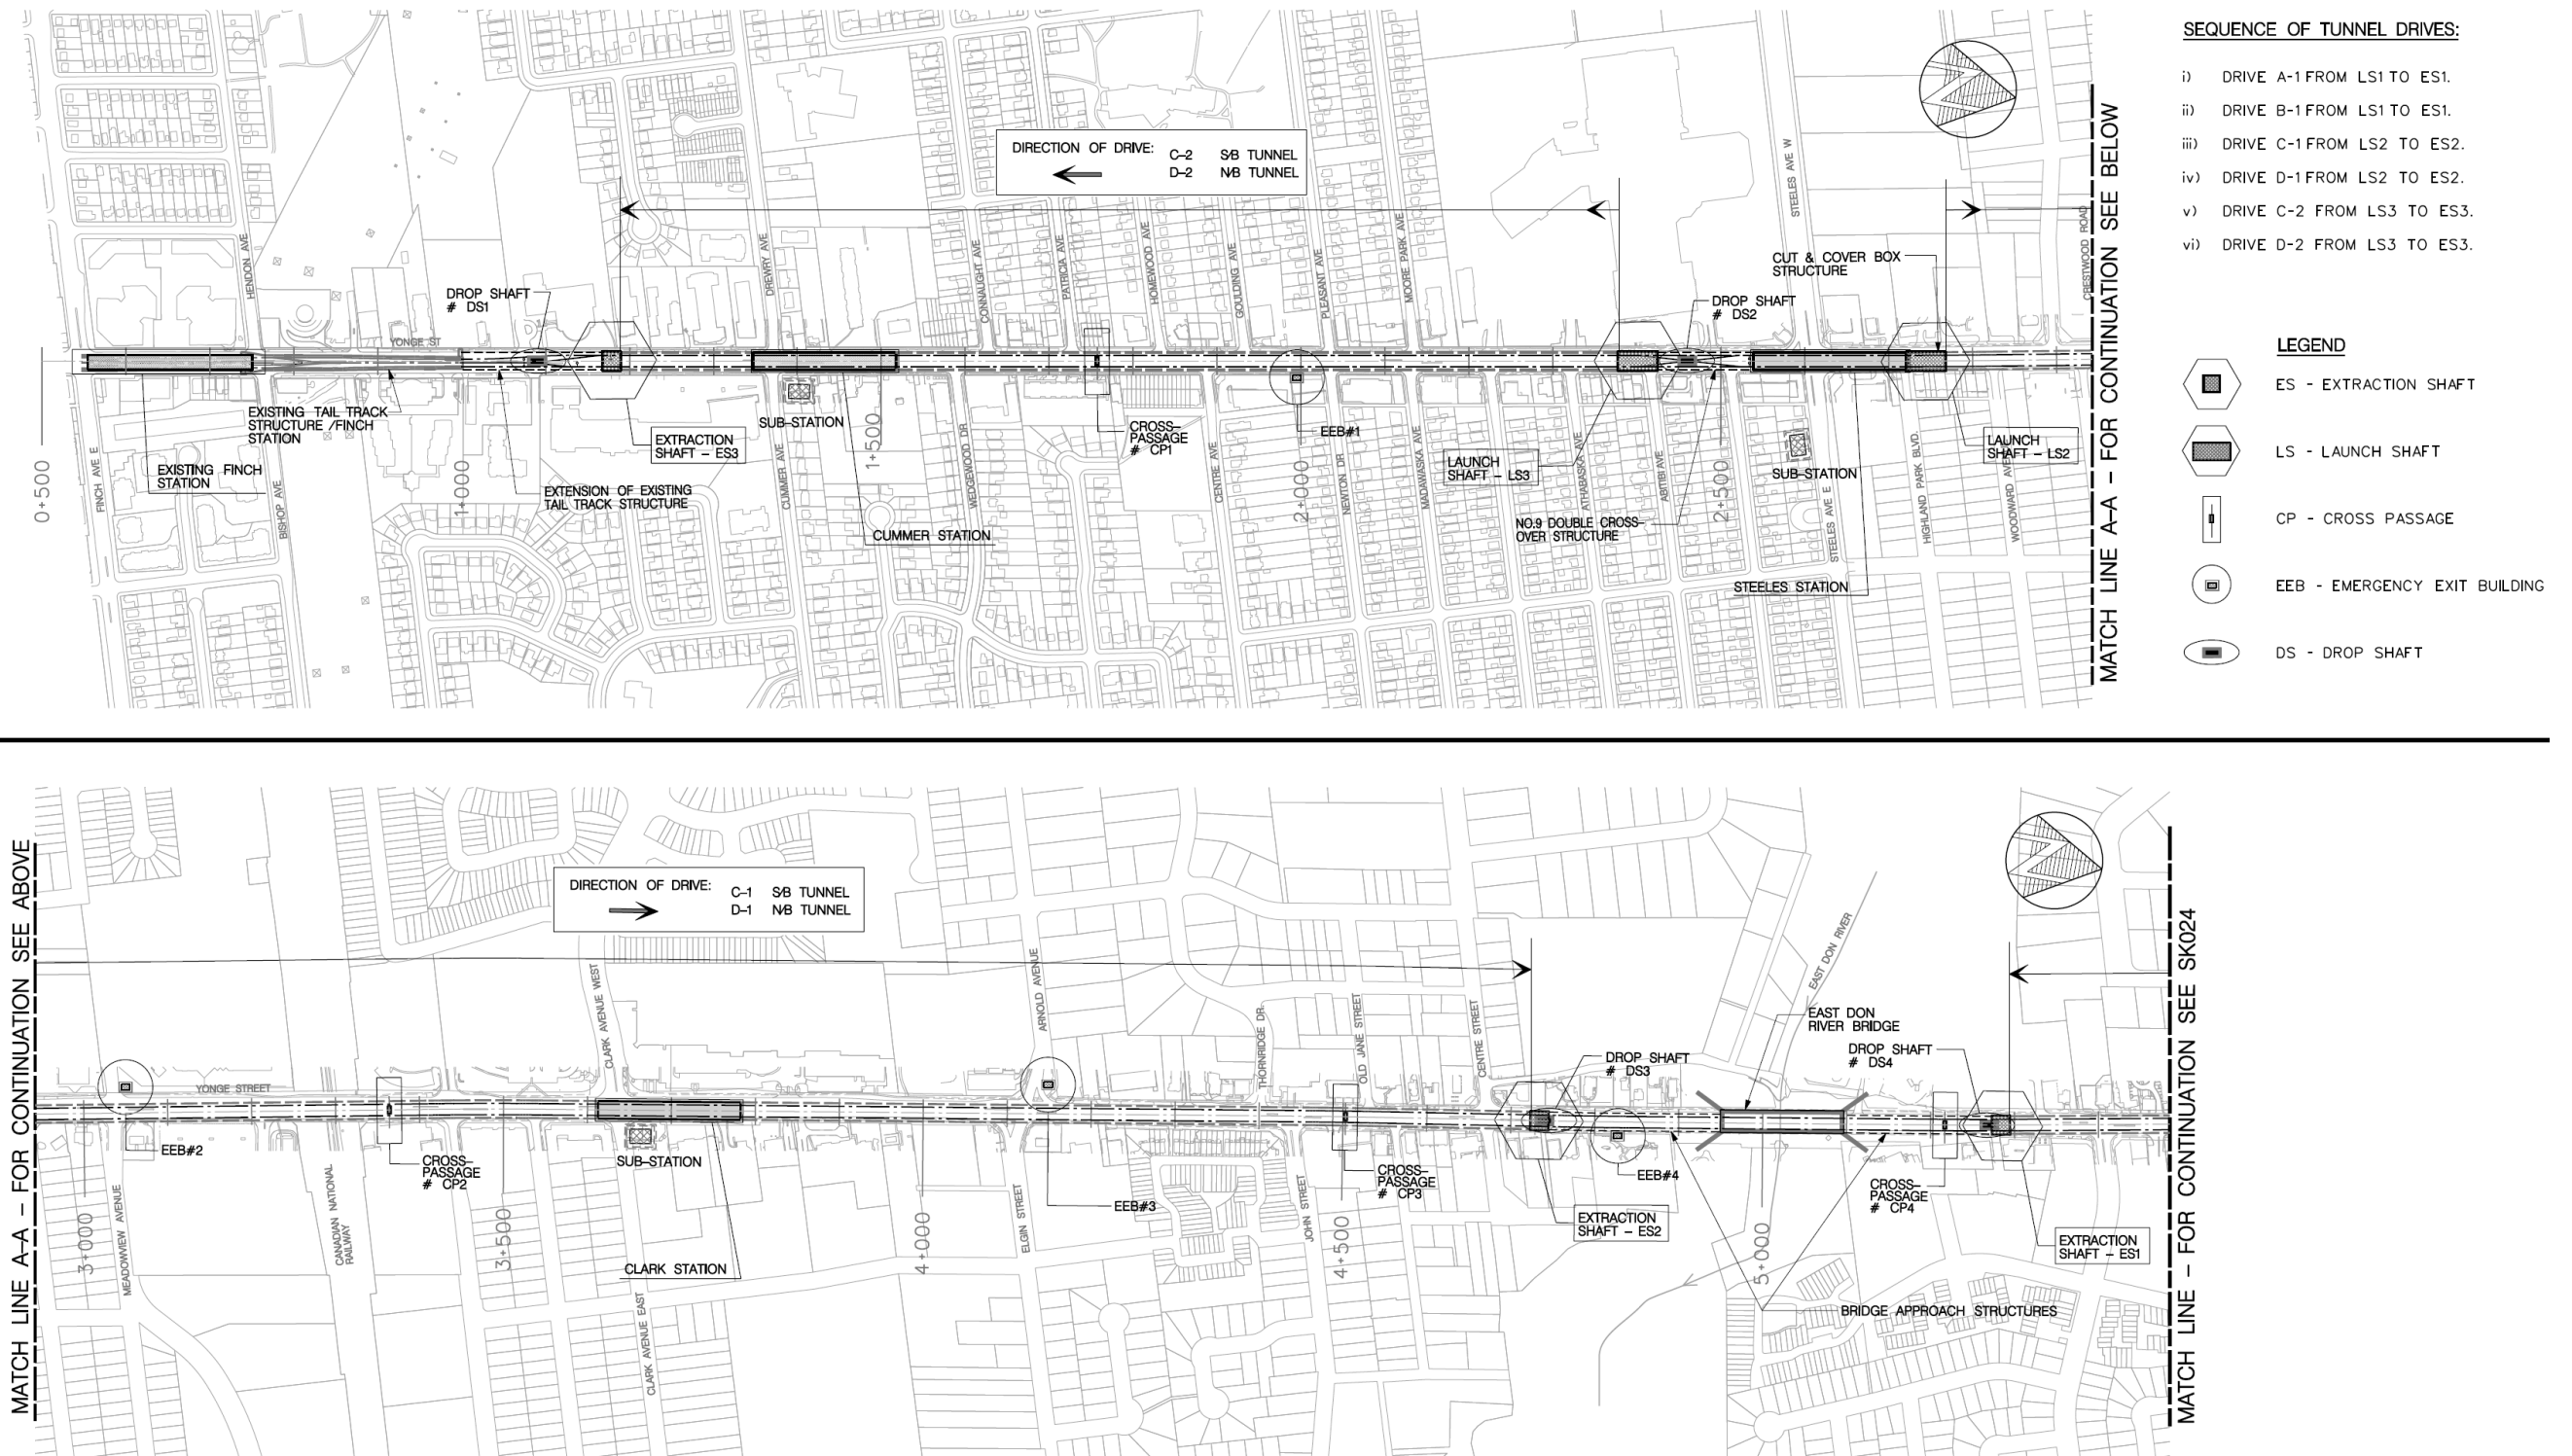 SEQUENCE OF TUNNEL DRIVES:
i) DRIVE A-1 FROM LS1 TO ES1.
ii) DRIVE B-1 FROM LS1 TO ES1.
iii) DRIVE C-1 FROM LS2 TO ES2.
iv) DRIVE D-1 FROM LS2 TO ES2.
v) DRIVE C-2 FROM LS3 TO ES3.
vi) DRIVE D-2 FROM LS3 TO ES3.
LEGEND
ES - EXTRACTION SHAFT
LS - LAUNCH SHAFT
CP - CROSS PASSAGE
EEB - EMERGENCY EXIT BUILDING
DS - DROP SHAFT
DIRECTION OF DRIVE:
C-2 S/B TUNNEL
D-2 N/B TUNNEL
MATCH LINE A-A - FOR CONTINUATION SEE BELOW
HENDON AVE
DREWRY AVE
CONNAUGHT AVE
PATRICIA AVE
HOMEWOOD AVE
GOULDING AVE
PLEASANT AVE
MOORE PARK AVE
STEELES AVE W
CRESTWOOD ROAD
CUT & COVER BOX
STRUCTURE
DROP SHAFT
# DS1
DROP SHAFT
# DS2
YONGE ST
EXISTING TAIL TRACK
STRUCTURE /FINCH
STATION
EXISTING FINCH
STATION
EXTENSION OF EXISTING
TAIL TRACK STRUCTURE
EXTRACTION
SHAFT - ES3
SUB-STATION
CUMMER STATION
CROSS-
PASSAGE
# CP1
EEB#1
LAUNCH
SHAFT - LS3
NO.9 DOUBLE CROSS-
OVER STRUCTURE
SUB-STATION
STEELES STATION
LAUNCH
SHAFT - LS2
0+500
1+000
1+500
2+000
2+500
FINCH AVE E
BISHOP AVE
CUMMER AVE
WEDGEWOOD DR
CENTRE AVE
NEWTON DR
MADAWASKA AVE
ATHABASKA AVE
ABITIBI AVE
STEELES AVE E
HIGHLAND PARK BLVD.
WOODWARD AVE
MATCH LINE A-A - FOR CONTINUATION SEE ABOVE
DIRECTION OF DRIVE:
C-1 S/B TUNNEL
D-1 N/B TUNNEL
CLARK AVENUE WEST
ARNOLD AVENUE
THORNRIDGE DR.
OLD JANE STREET
CENTRE STREET
EAST DON RIVER
EAST DON
RIVER BRIDGE
DROP SHAFT
# DS3
DROP SHAFT
# DS4
YONGE STREET
EEB#2
CROSS-
PASSAGE
# CP2
SUB-STATION
CLARK STATION
EEB#3
CROSS-
PASSAGE
# CP3
EXTRACTION
SHAFT - ES2
EEB#4
CROSS-
PASSAGE
# CP4
EXTRACTION
SHAFT - ES1
BRIDGE APPROACH STRUCTURES
3+000
3+500
4+000
4+500
5+000
MEADOWVIEW AVENUE
CANADIAN NATIONAL
RAILWAY
CLARK AVENUE EAST
ELGIN STREET
JOHN STREET
MATCH LINE - FOR CONTINUATION SEE SK024